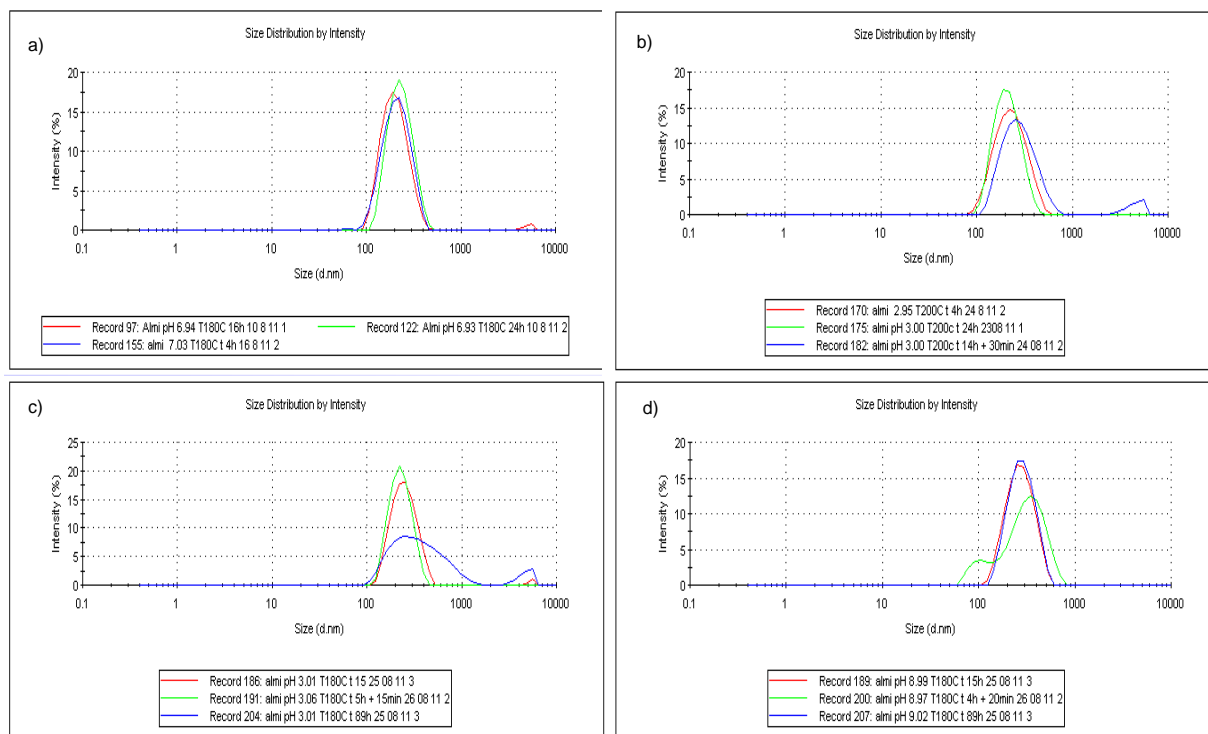 a)
Size Distribution by Intensity
Intensity (%)
20
15
10
5
0
0.1 1 10 100 1000 10000
Size (d.nm)
Record 97: Almi pH 6.94 T180C 16h 10 8 11 1 Record 122: Almi pH 6.93 T180C 24h 10 8 11 2
Record 155: almi 7.03 T180C t 4h 16 8 11 2
b)
Size Distribution by Intensity
Intensity (%)
20
15
10
5
0
0.1 1 10 100 1000 10000
Size (d.nm)
Record 170: almi 2.95 T200C t 4h 24 8 11 2
Record 175: almi pH 3.00 T200c t 24h 2308 11 1
Record 182: almi pH 3.00 T200c t 14h + 30min 24 08 11 2
c)
Size Distribution by Intensity
Intensity (%)
25
20
15
10
5
0
0.1 1 10 100 1000 10000
Size (d.nm)
Record 186: almi pH 3.01 T180C t 15 25 08 11 3
Record 191: almi pH 3.06 T180C t 5h + 15min 26 08 11 2
Record 204: almi pH 3.01 T180C t 89h 25 08 11 3
d)
Size Distribution by Intensity
Intensity (%)
20
15
10
5
0
0.1 1 10 100 1000 10000
Size (d.nm)
Record 189: almi pH 8.99 T180C t 15h 25 08 11 3
Record 200: almi pH 8.97 T180C t 4h + 20min 26 08 11 2
Record 207: almi pH 9.02 T180C t 89h 25 08 11 3